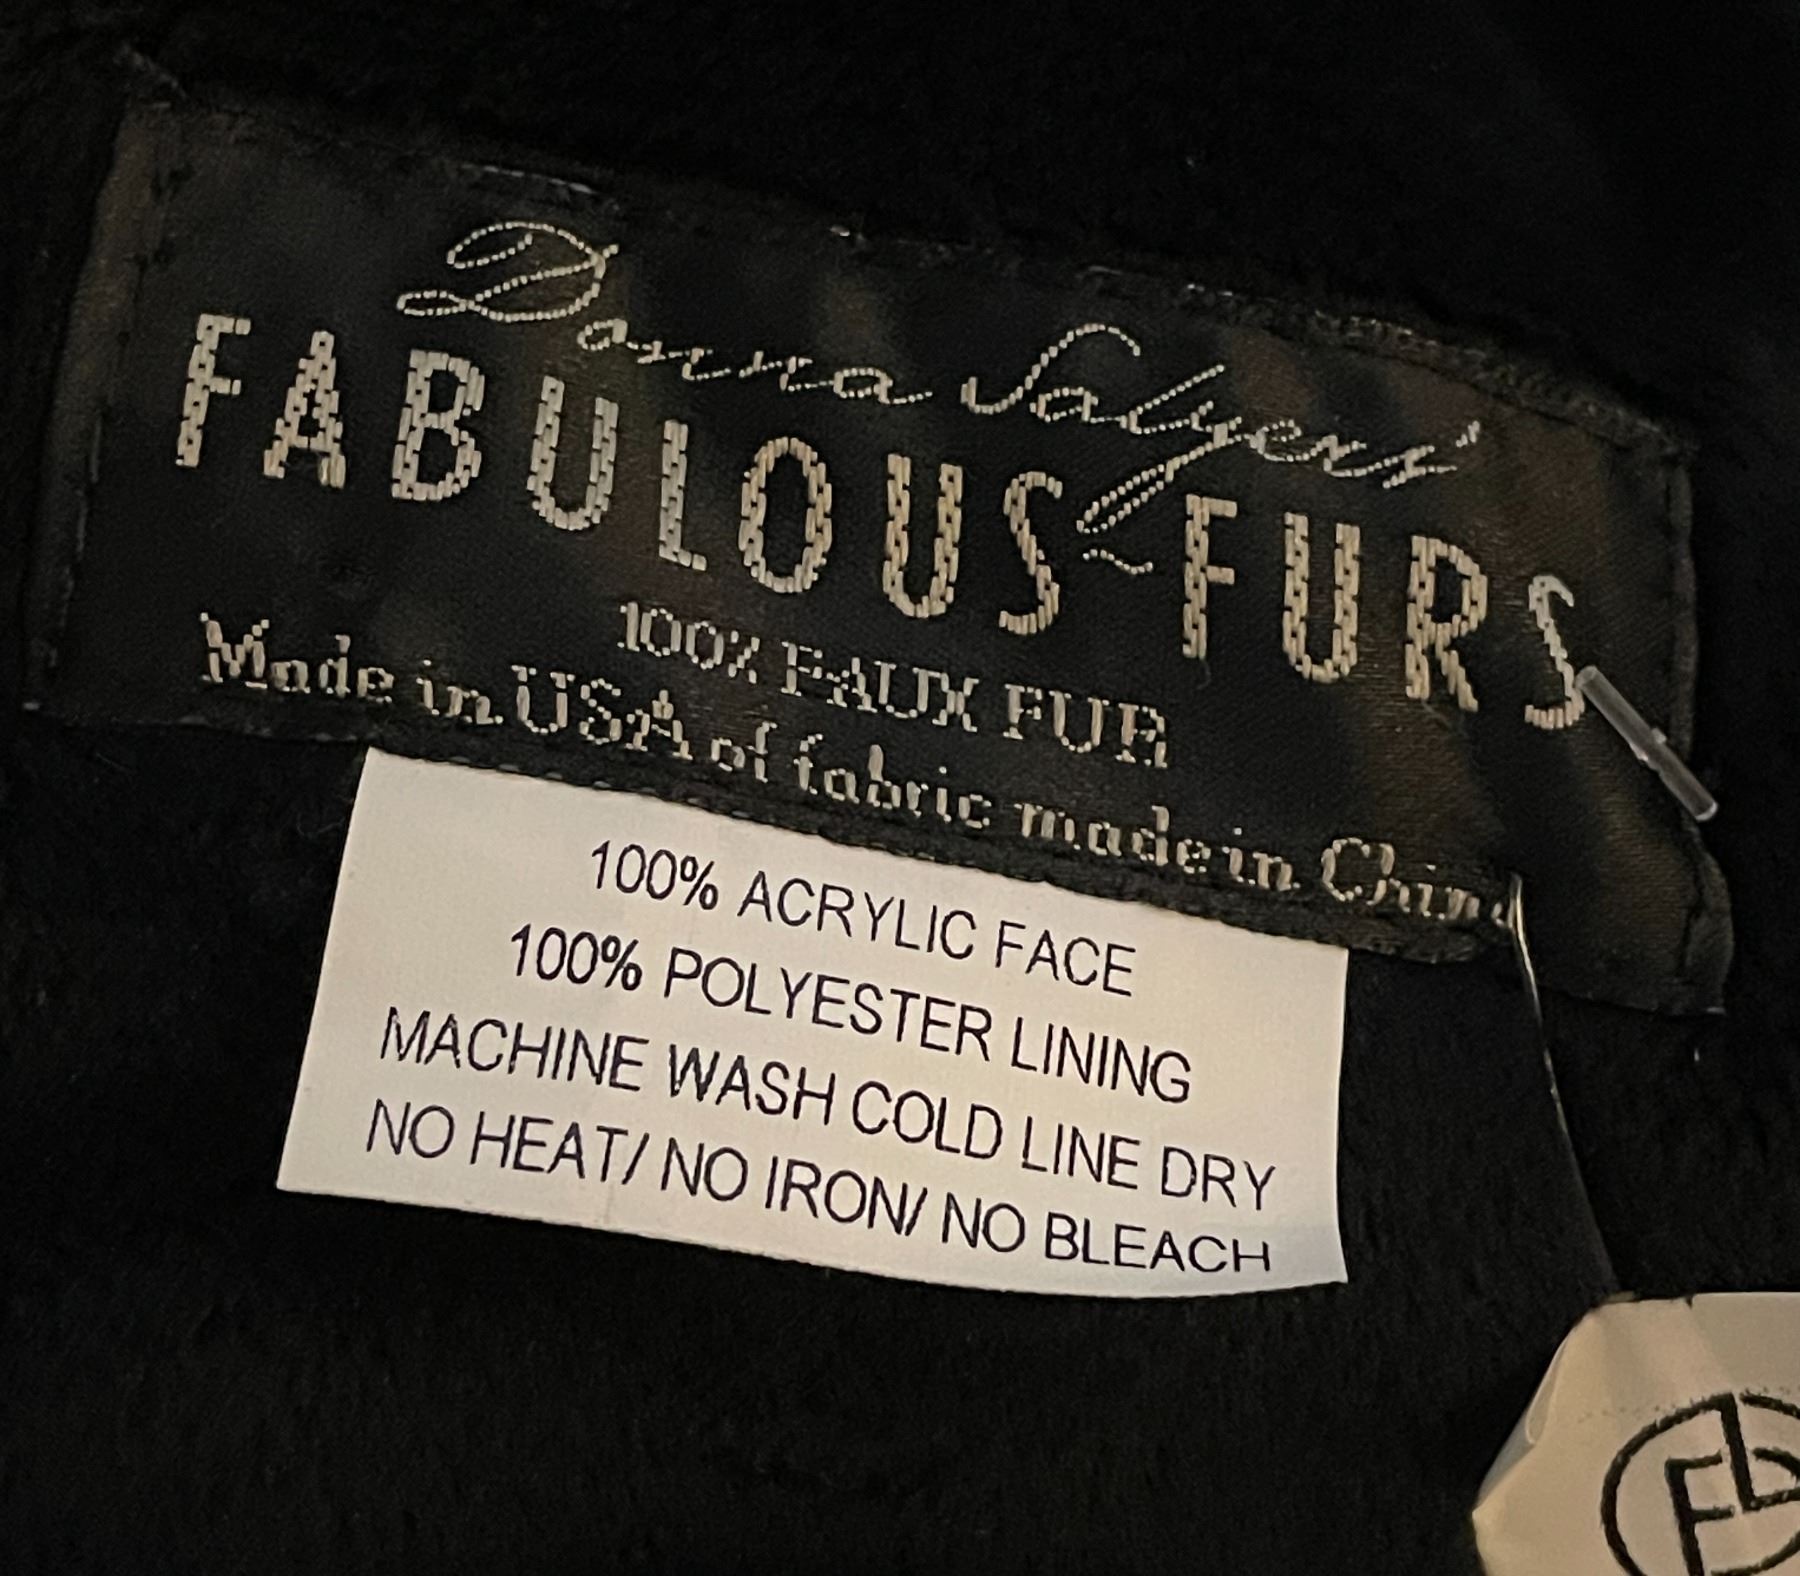 Donna Salyers'
FABULOUS~FURS
100% FAUX FUR
Made in USA of fabric made in China
100% ACRYLIC FACE
100% POLYESTER LINING
MACHINE WASH COLD LINE DRY
NO HEAT/ NO IRON/ NO BLEACH